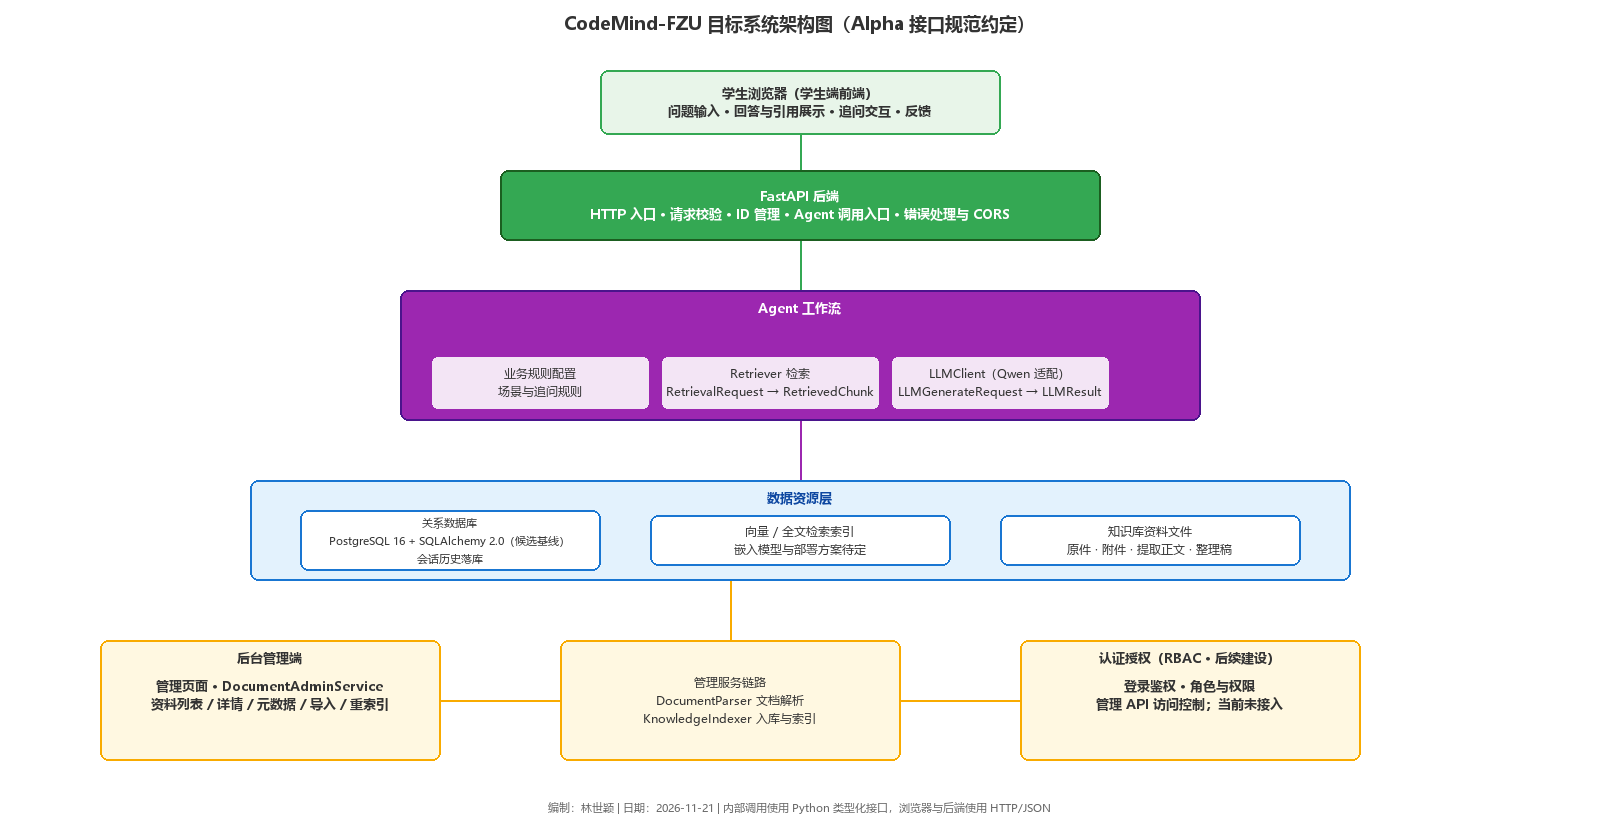 CodeMind-FZU 目标系统架构图（Alpha 接口规范约定）
学生浏览器（学生端前端）
问题输入 • 回答与引用展示 • 追问交互 • 反馈
FastAPI 后端
HTTP 入口 • 请求校验 • ID 管理 • Agent 调用入口 • 错误处理与 CORS
Agent 工作流
业务规则配置
场景与追问规则
Retriever 检索
RetrievalRequest → RetrievedChunk
LLMClient（Qwen 适配）
LLMGenerateRequest → LLMResult
数据资源层
关系数据库
PostgreSQL 16 + SQLAlchemy 2.0（候选基线）
会话历史落库
向量 / 全文检索索引
嵌入模型与部署方案待定
知识库资料文件
原件 · 附件 · 提取正文 · 整理稿
后台管理端
管理页面 • DocumentAdminService
资料列表 / 详情 / 元数据 / 导入 / 重索引
管理服务链路
DocumentParser 文档解析
KnowledgeIndexer 入库与索引
认证授权（RBAC • 后续建设）
登录鉴权 • 角色与权限
管理 API 访问控制；当前未接入
编制：林世颖 | 日期：2026-11-21 | 内部调用使用 Python 类型化接口，浏览器与后端使用 HTTP/JSON